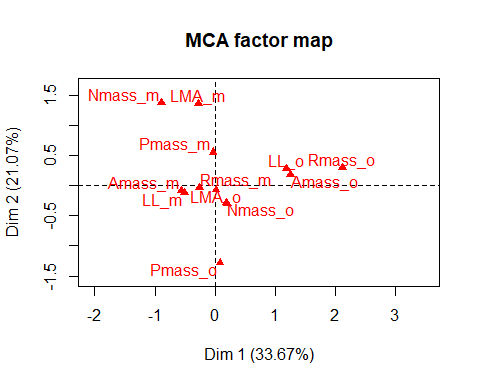 MCA factor map
Nmass_m LMA_m
Pmass_m
LL_o Rmass_o
Amass_m Rmass_m Amass_o
LL_m LMA_o
Nmass_o
Pmass_o
1.5
0.5
-0.5
-1.5
-2 -1 0 1 2 3
Dim 1 (33.67%)
Dim 2 (21.07%)